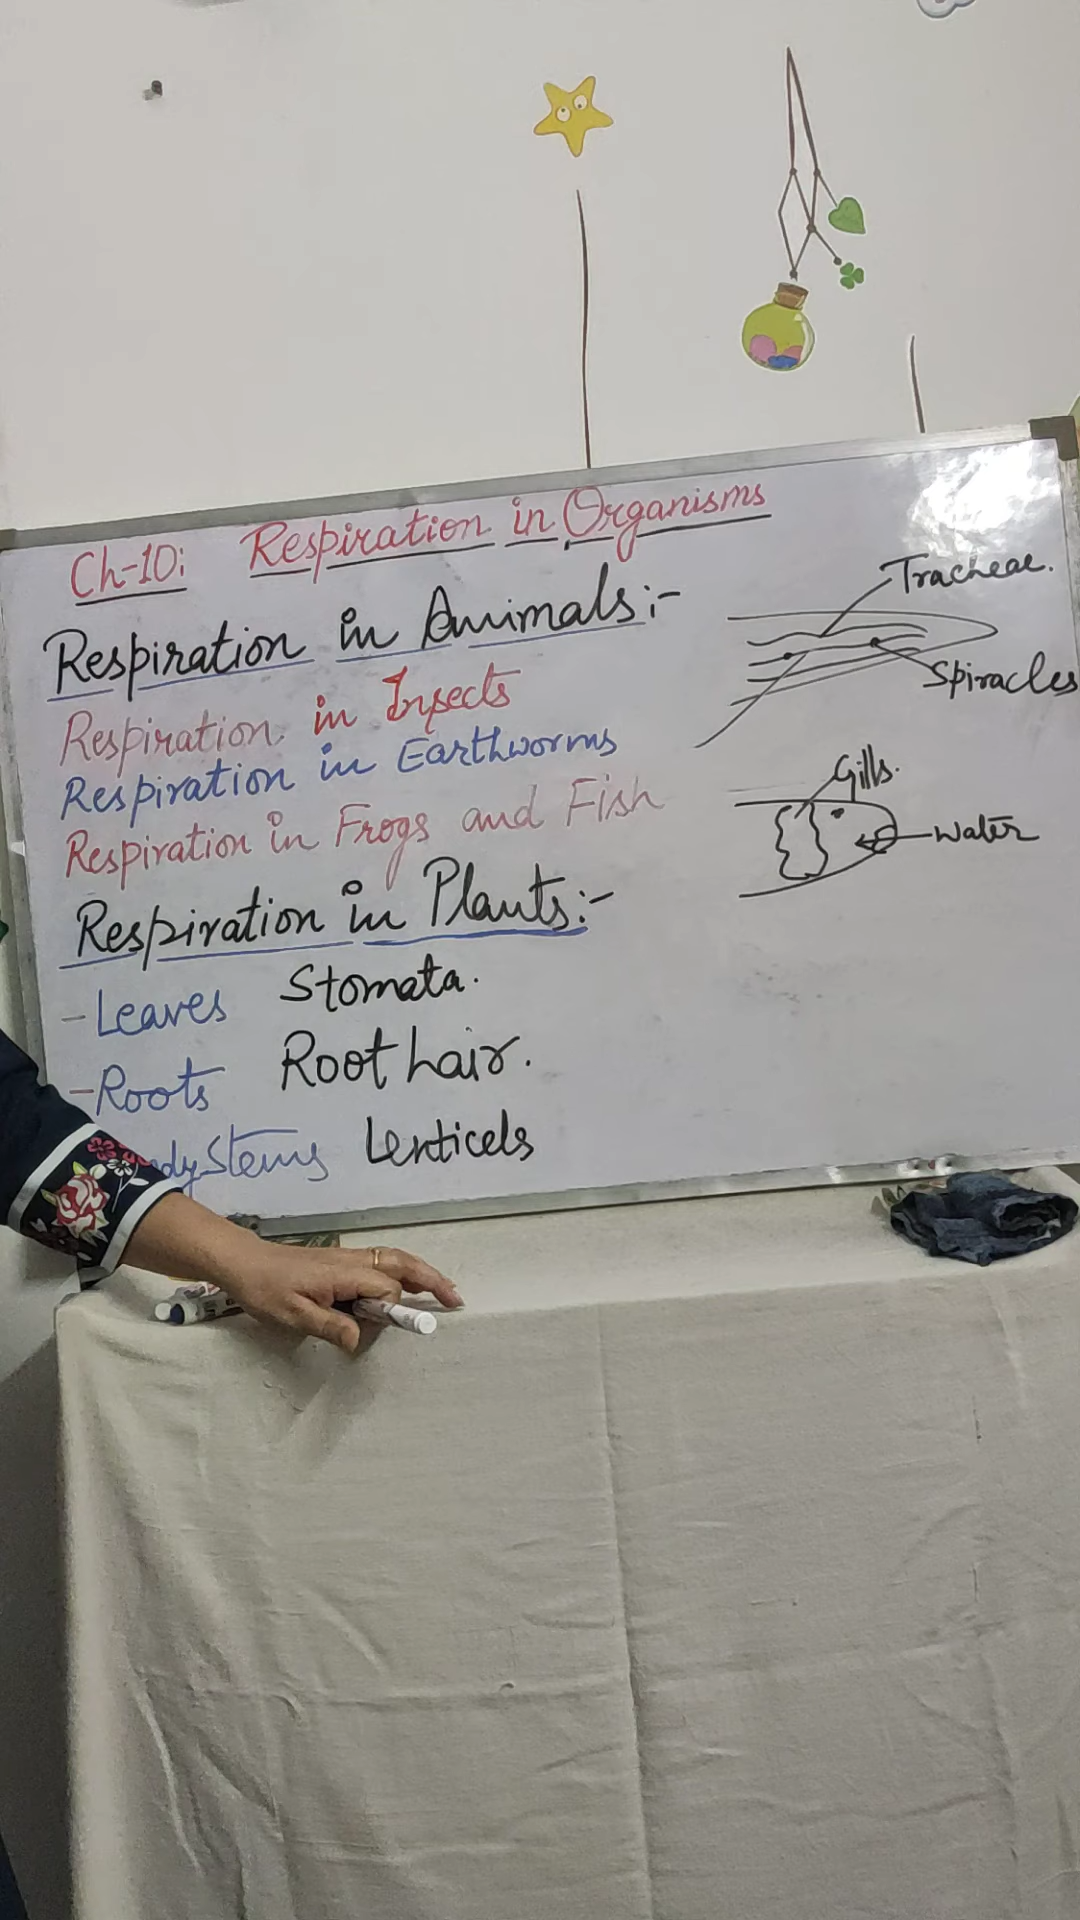 Ch-10: Respiration in Organisms
Respiration in Animals:-
Respiration in Insects
Respiration in Earthworms
Respiration in Frogs and Fish
Respiration in Plants:-
- Leaves Stomata.
- Roots Root hair.
Stems Lenticels
Tracheae.
Spiracles
Gills.
Water